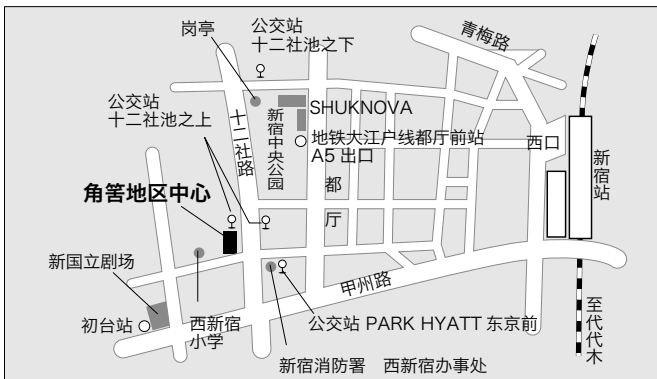 岗亭
公交站
十二社池之下
青梅路
公交站
十二社池之上
十二社路
新宿中央公园
SHUKNOVA
地铁大江户线都厅前站
A5 出口
西口
新宿站
都厅
角筈地区中心
新国立剧场
甲州路
初台站
西新宿
小学
公交站 PARK HYATT 东京前
新宿消防署　西新宿办事处
至代代木